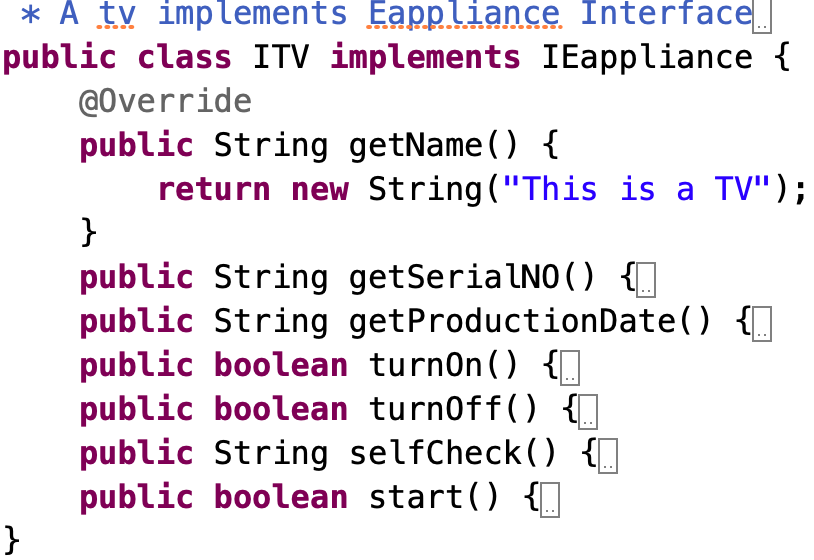 * A tv implements Eappliance Interface
public class ITV implements IEappliance {
@Override
public String getName() {
return new String("This is a TV");
}
public String getSerialNO() {
public String getProductionDate() {
public boolean turnOn() {
public boolean turnOff() {
public String selfCheck() {
public boolean start() {
}